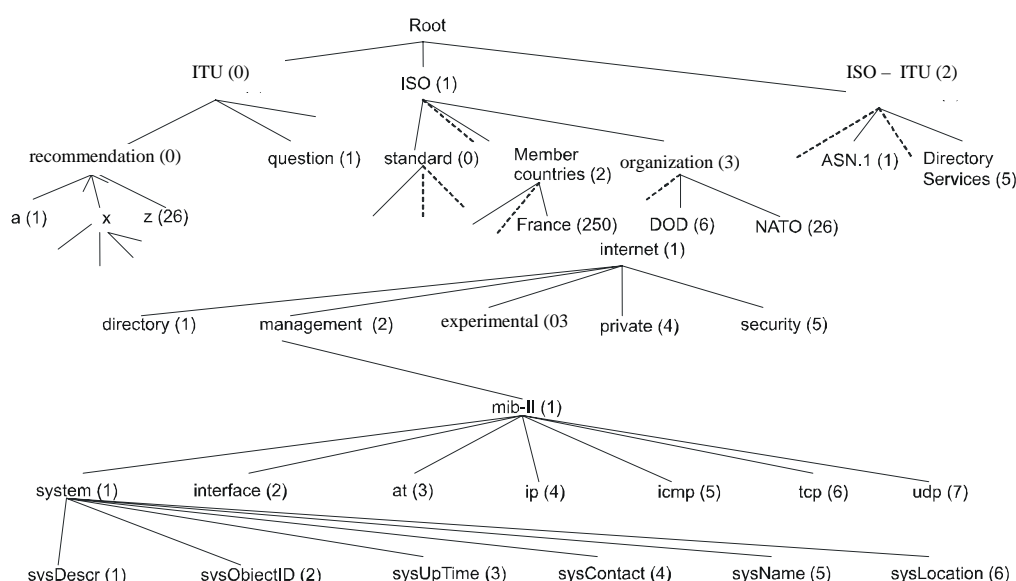 Root
ITU (0)
ISO (1)
ISO – ITU (2)
recommendation (0)
question (1)
standard (0)
Member
countries (2)
organization (3)
ASN.1 (1)
Directory
Services (5)
a (1)
x
z (26)
France (250)
DOD (6)
NATO (26)
internet (1)
directory (1)
management (2)
experimental (03
private (4)
security (5)
mib-II (1)
system (1)
interface (2)
at (3)
ip (4)
icmp (5)
tcp (6)
udp (7)
sysDescr (1)
sysObjectID (2)
sysUpTime (3)
sysContact (4)
sysName (5)
sysLocation (6)